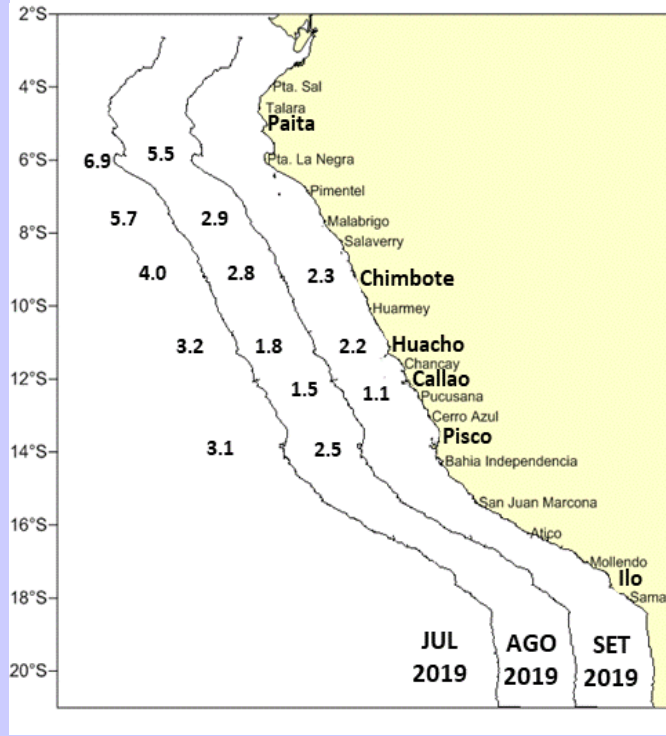 2°S
4°S
Pta. Sal
Talara
Paita
6.9
5.5
6°S
Pta. La Negra
Pimentel
5.7
2.9
Malabrigo
8°S
Salaverry
4.0
2.8
2.3
Chimbote
10°S
Huarmey
3.2
1.8
2.2
Huacho
Chancay
12°S
Callao
1.5
1.1
Pucusana
Cerro Azul
Pisco
3.1
2.5
14°S
Bahia Independencia
San Juan Marcona
16°S
Atico
Mollendo
Ilo
18°S
Sama
JUL
2019
AGO
2019
SET
2019
20°S